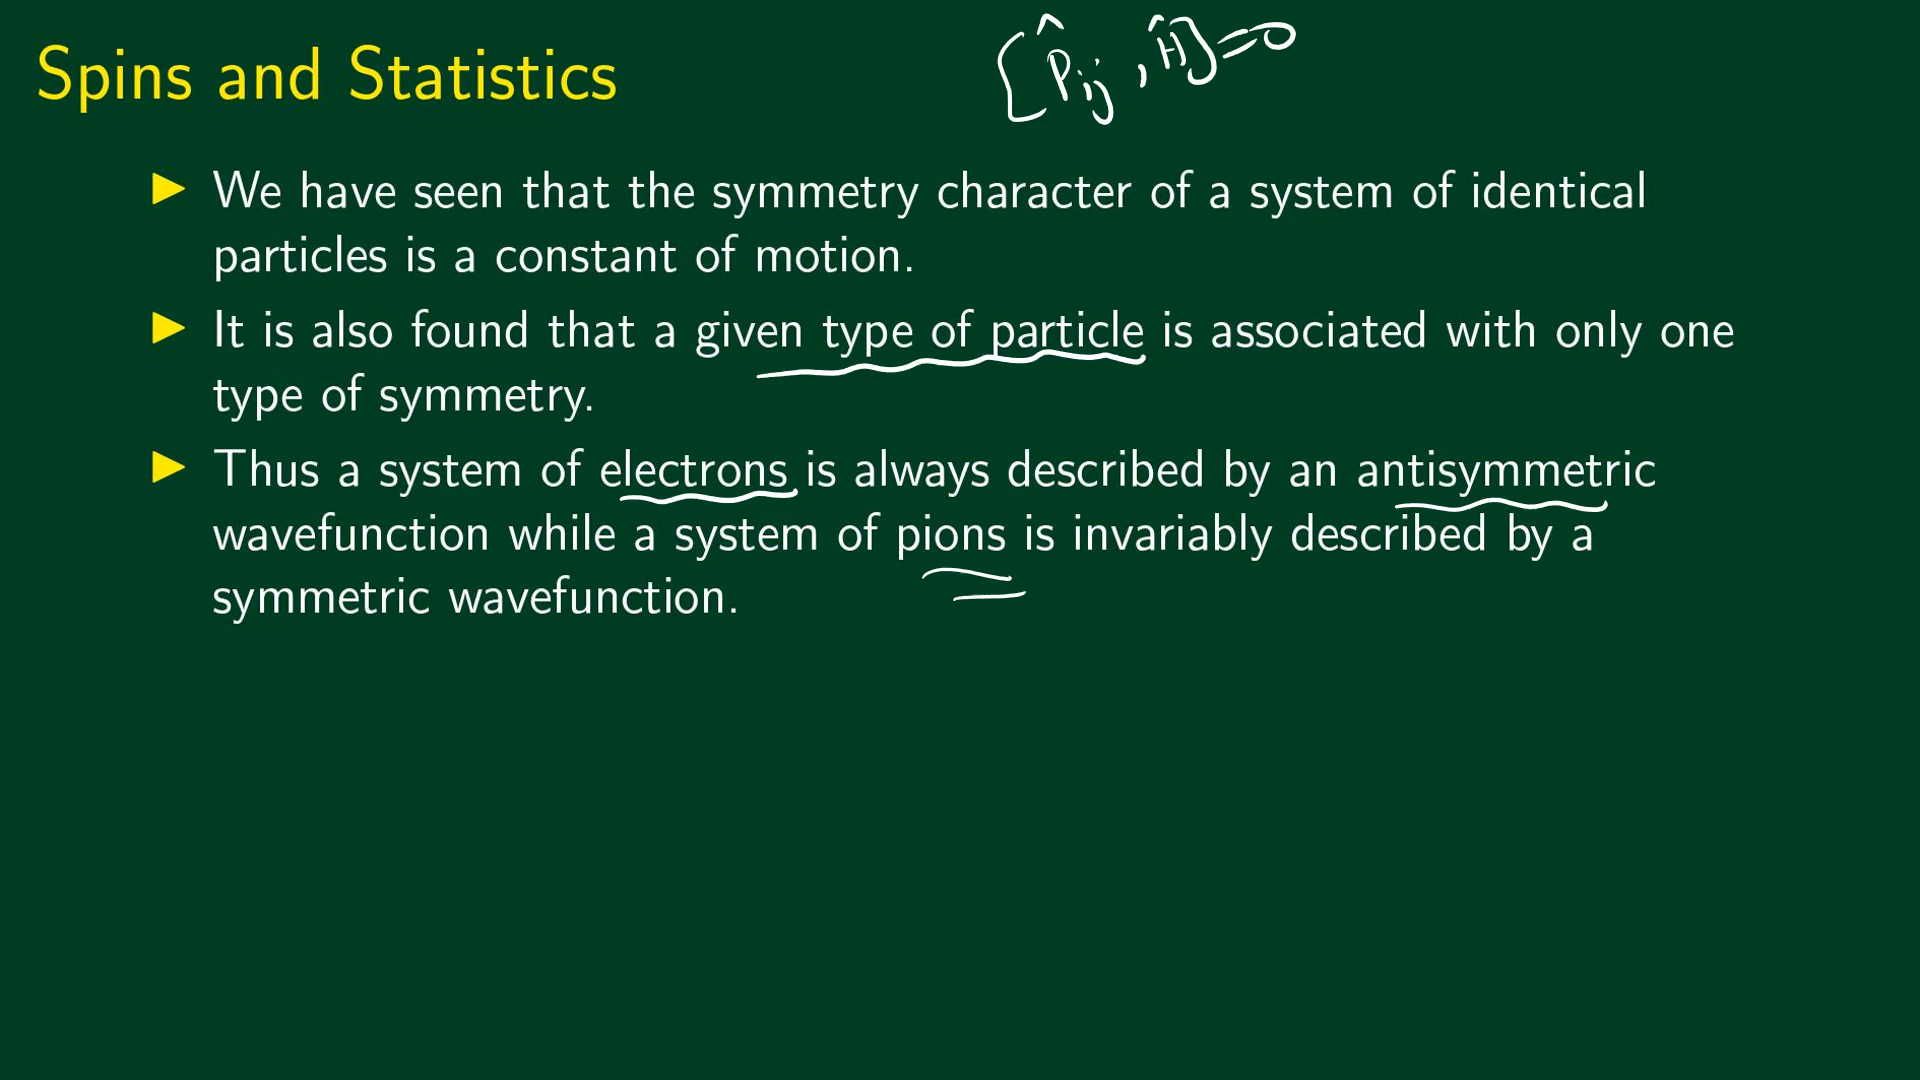 Spins and Statistics
[P̂ij, Ĥ]=0
▶ We have seen that the symmetry character of a system of identical
particles is a constant of motion.
▶ It is also found that a given type of particle is associated with only one
type of symmetry.
▶ Thus a system of electrons is always described by an antisymmetric
wavefunction while a system of pions is invariably described by a
symmetric wavefunction.